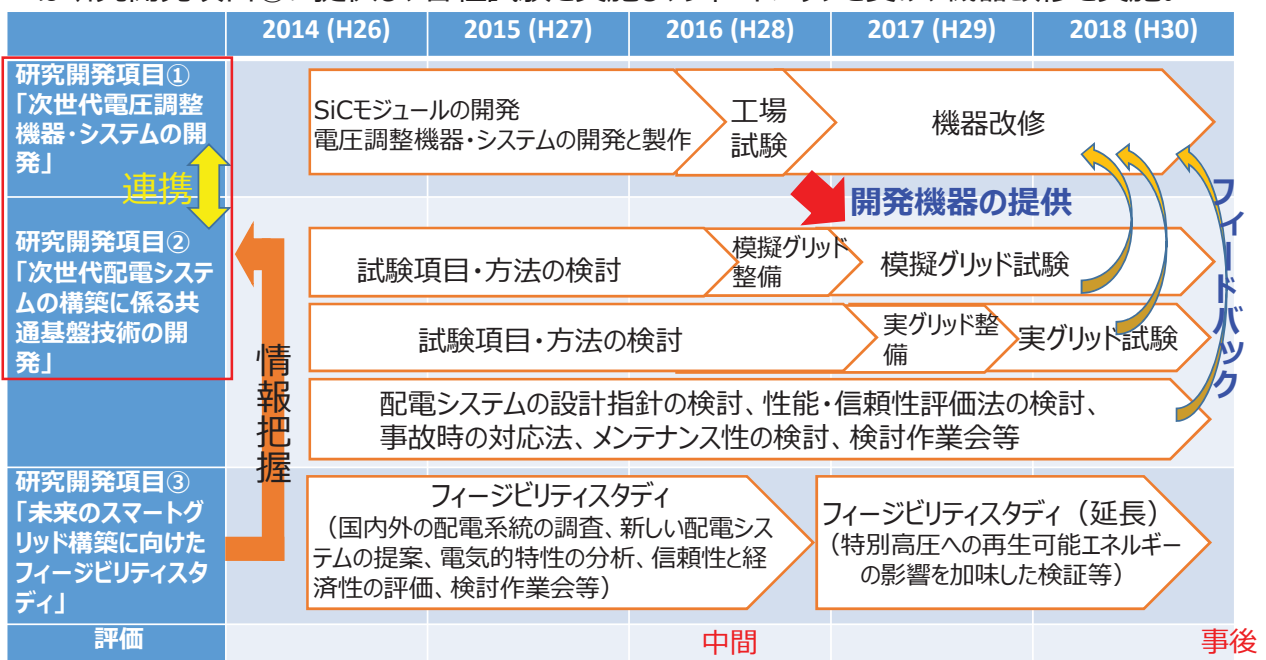 2014 (H26)
2015 (H27)
2016 (H28)
2017 (H29)
2018 (H30)
研究開発項目①
「次世代電圧調整
機器・システムの開
発」
SiCモジュールの開発
電圧調整機器・システムの開発と製作
工場
試験
機器改修
連携
開発機器の提供
フィードバック
研究開発項目②
「次世代配電システ
ムの構築に係る共
通基盤技術の開
発」
試験項目・方法の検討
模擬グリッド
整備
模擬グリッド試験
試験項目・方法の検討
実グリッド整
備
実グリッド試験
配電システムの設計指針の検討、性能・信頼性評価法の検討、
事故時の対応法、メンテナンス性の検討、検討作業会等
情報把握
研究開発項目③
「未来のスマートグ
リッド構築に向けた
フィージビリティスタ
ディ」
フィージビリティスタディ
（国内外の配電系統の調査、新しい配電シス
テムの提案、電気的特性の分析、信頼性と経
済性の評価、検討作業会等）
フィージビリティスタディ（延長）
（特別高圧への再生可能エネルギー
の影響を加味した検証等）
評価
中間
事後